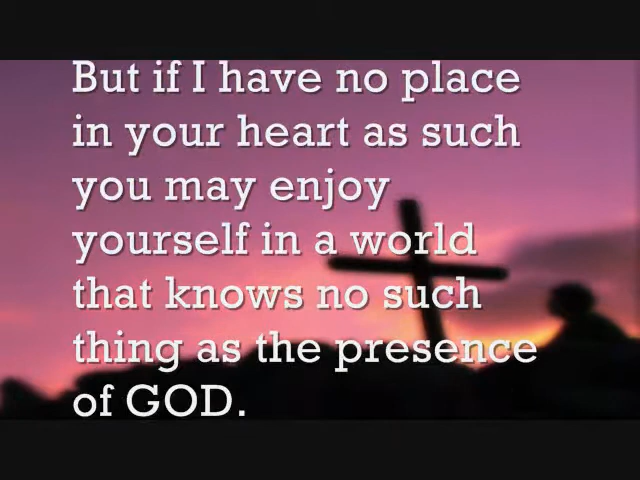 But if I have no place
in your heart as such
you may enjoy
yourself in a world
that knows no such
thing as the presence
of GOD.